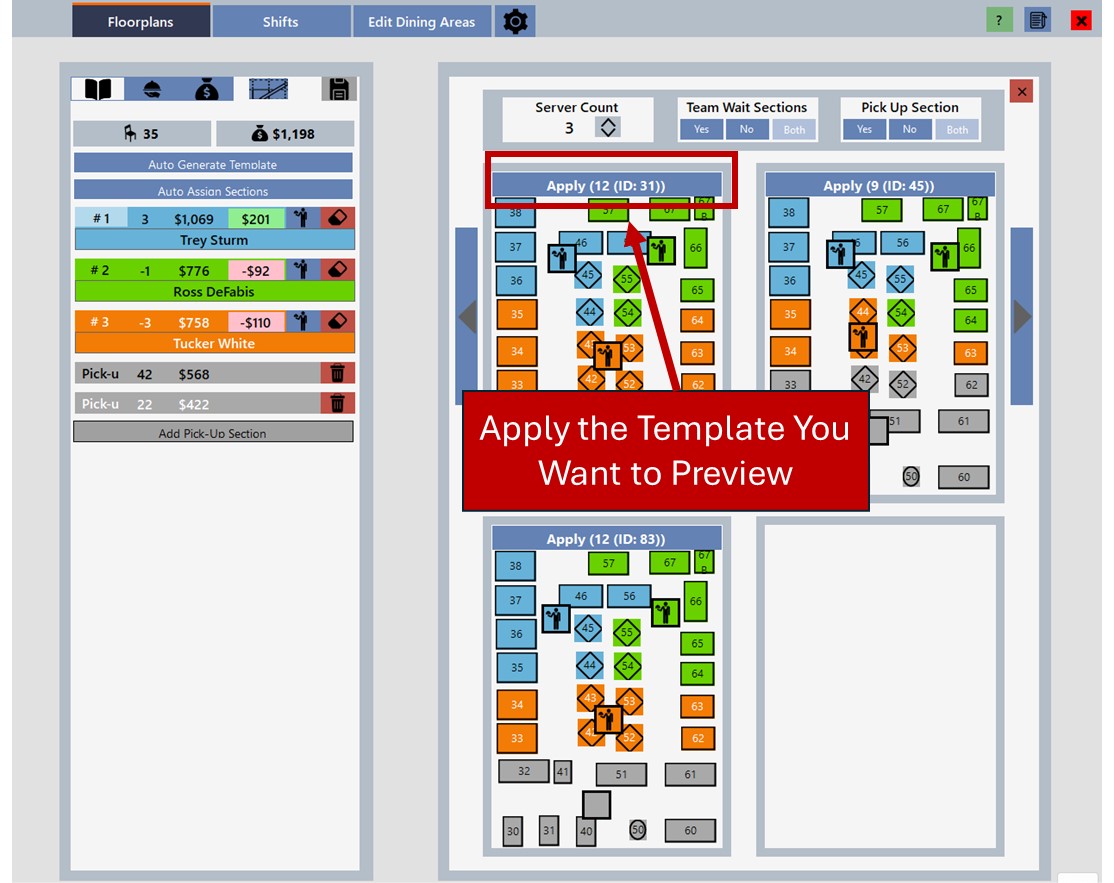 Floorplans
Shifts
Edit Dining Areas
?
35
$1,198
Auto Generate Template
Auto Assign Sections
# 1 3 $1,069 $201
Trey Sturm
# 2 -1 $776 -$92
Ross DeFabis
# 3 -3 $758 -$110
Tucker White
Pick-u 42 $568
Pick-u 22 $422
Add Pick-Up Section
Server Count
3
Team Wait Sections
Yes No Both
Pick Up Section
Yes No Both
Apply (12 (ID: 31))
38 57 67 67
B
37 46
66
36 45 55
65
35 44 54 64
34 53 63
33 42 52 62
Apply (9 (ID: 45))
38 57 67 67
B
37 56 66
36 45 55
65
35 44 54 64
34 53 63
33 42 52 62
51 61
50 60
Apply the Template You
Want to Preview
Apply (12 (ID: 83))
38 57 67 67
B
37 46 56 66
36 45 55
65
35 44 54 64
34 43 53 63
33 52 62
32 41 51 61
30 31 40 50 60